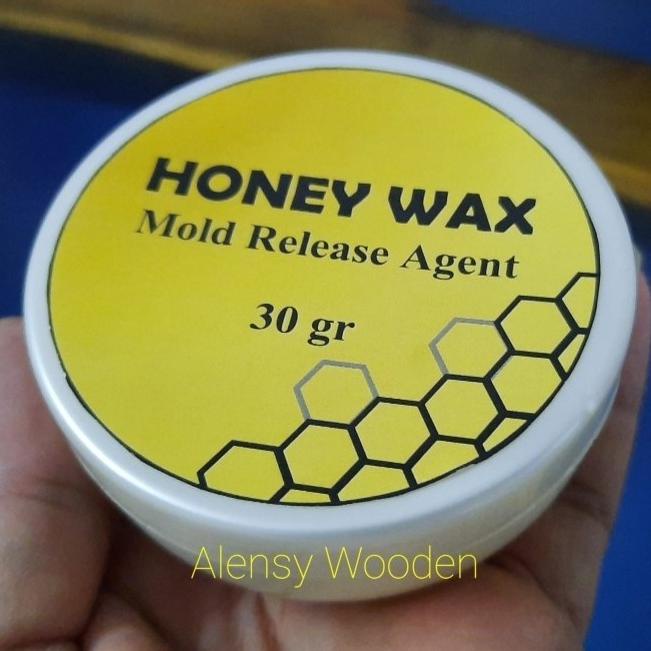 HONEY WAX
Mold Release Agent
30 gr
Alensy Wooden